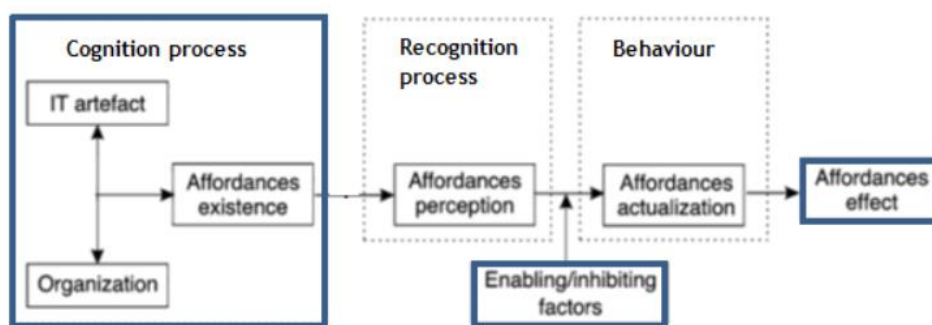 Cognition process
Recognition
process
Behaviour
IT artefact
Affordances
existence
Affordances
perception
Affordances
actualization
Affordances
effect
Organization
Enabling/inhibiting
factors